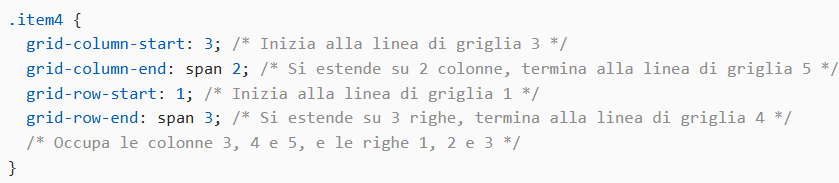 .item4 {
  grid-column-start: 3; /* Inizia alla linea di griglia 3 */
  grid-column-end: span 2; /* Si estende su 2 colonne, termina alla linea di griglia 5 */
  grid-row-start: 1; /* Inizia alla linea di griglia 1 */
  grid-row-end: span 3; /* Si estende su 3 righe, termina alla linea di griglia 4 */
  /* Occupa le colonne 3, 4 e 5, e le righe 1, 2 e 3 */
}